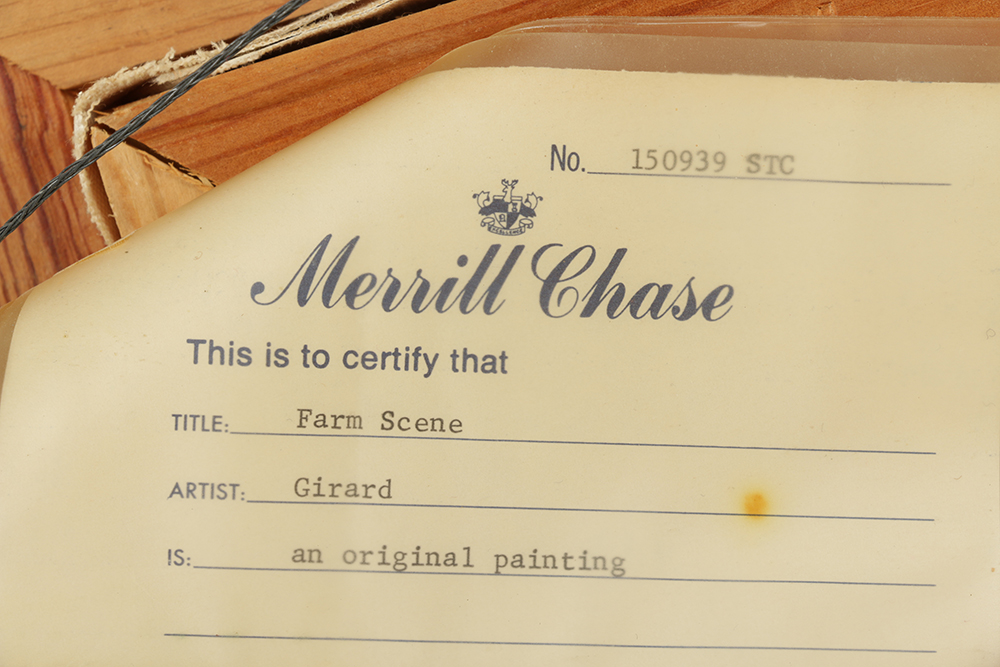 No. 150939 STC
EXCELLENCE
Merrill Chase
This is to certify that
TITLE: Farm Scene
ARTIST: Girard
IS: an original painting